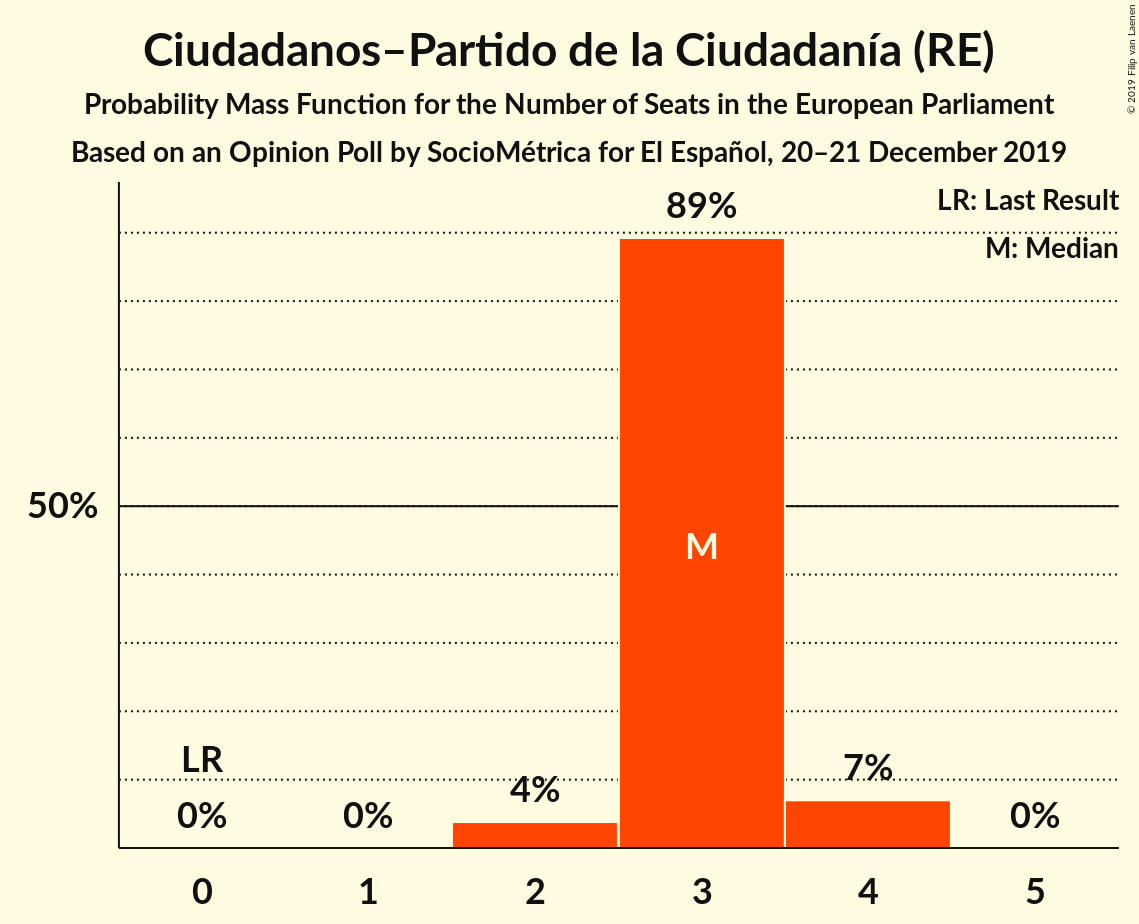 Ciudadanos–Partido de la Ciudadanía (RE)
Probability Mass Function for the Number of Seats in the European Parliament
Based on an Opinion Poll by SocioMétrica for El Español, 20–21 December 2019
© 2019 Filip van Laenen
LR: Last Result
M: Median
89%
50%
M
LR
0%
0%
4%
7%
0%
0
1
2
3
4
5